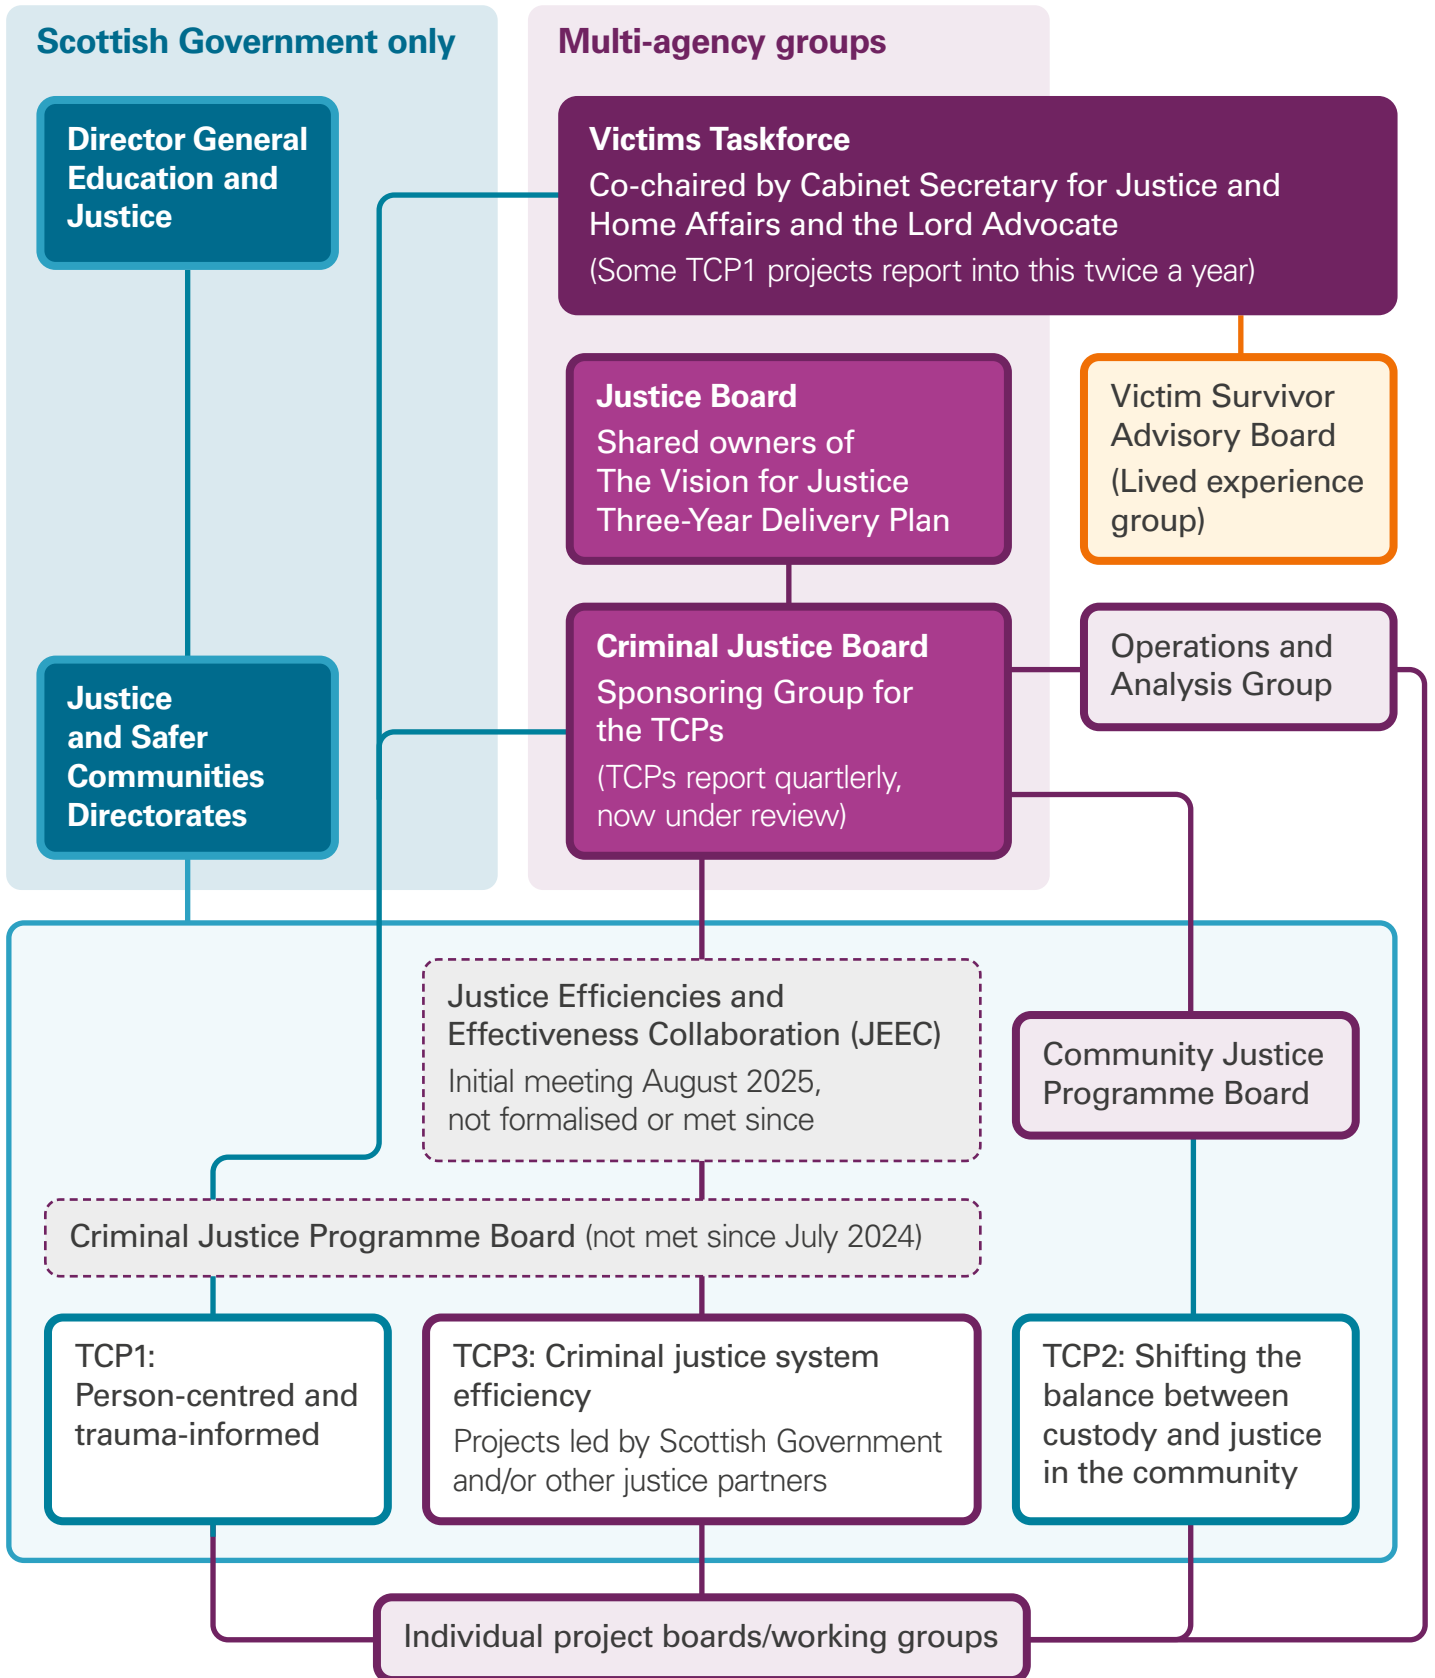 Scottish Government only
Multi-agency groups
Director General
Education and
Justice
Victims Taskforce
Co-chaired by Cabinet Secretary for Justice and
Home Affairs and the Lord Advocate
(Some TCP1 projects report into this twice a year)
Justice Board
Shared owners of
The Vision for Justice
Three-Year Delivery Plan
Victim Survivor
Advisory Board
(Lived experience
group)
Justice
and Safer
Communities
Directorates
Criminal Justice Board
Sponsoring Group for
the TCPs
(TCPs report quartlerly,
now under review)
Operations and
Analysis Group
Justice Efficiencies and
Effectiveness Collaboration (JEEC)
Initial meeting August 2025,
not formalised or met since
Community Justice
Programme Board
Criminal Justice Programme Board (not met since July 2024)
TCP1:
Person-centred and
trauma-informed
TCP3: Criminal justice system
efficiency
Projects led by Scottish Government
and/or other justice partners
TCP2: Shifting the
balance between
custody and justice
in the community
Individual project boards/working groups